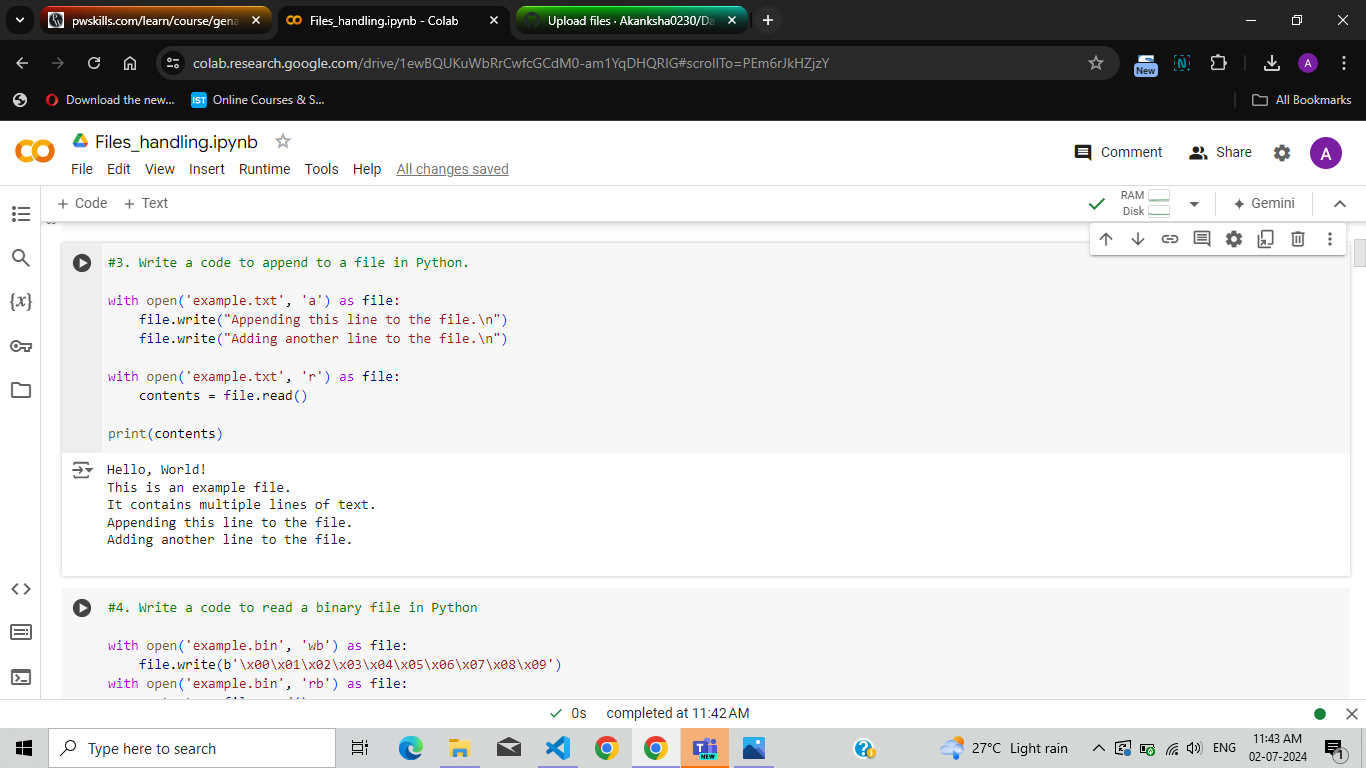 pwskills.com/learn/course/gena
Files_handling.ipynb - Colab
Upload files · Akanksha0230/Da
colab.research.google.com/drive/1ewBQUKuWbRrCwfcGCdM0-am1YqDHQRIG#scrollTo=PEm6rJkHZjzY
New
N
A
Download the new...
IST
Online Courses & S...
All Bookmarks
Files_handling.ipynb
Comment
Share
A
File Edit View Insert Runtime Tools Help All changes saved
+ Code + Text
RAM
Disk
Gemini
#3. Write a code to append to a file in Python.
with open('example.txt', 'a') as file:
    file.write("Appending this line to the file.\n")
    file.write("Adding another line to the file.\n")
with open('example.txt', 'r') as file:
    contents = file.read()
print(contents)
Hello, World!
This is an example file.
It contains multiple lines of text.
Appending this line to the file.
Adding another line to the file.
#4. Write a code to read a binary file in Python
with open('example.bin', 'wb') as file:
    file.write(b'\x00\x01\x02\x03\x04\x05\x06\x07\x08\x09')
with open('example.bin', 'rb') as file:
{x}
0s completed at 11:42 AM
Type here to search
NEW
27°C Light rain
ENG
11:43 AM
02-07-2024
1